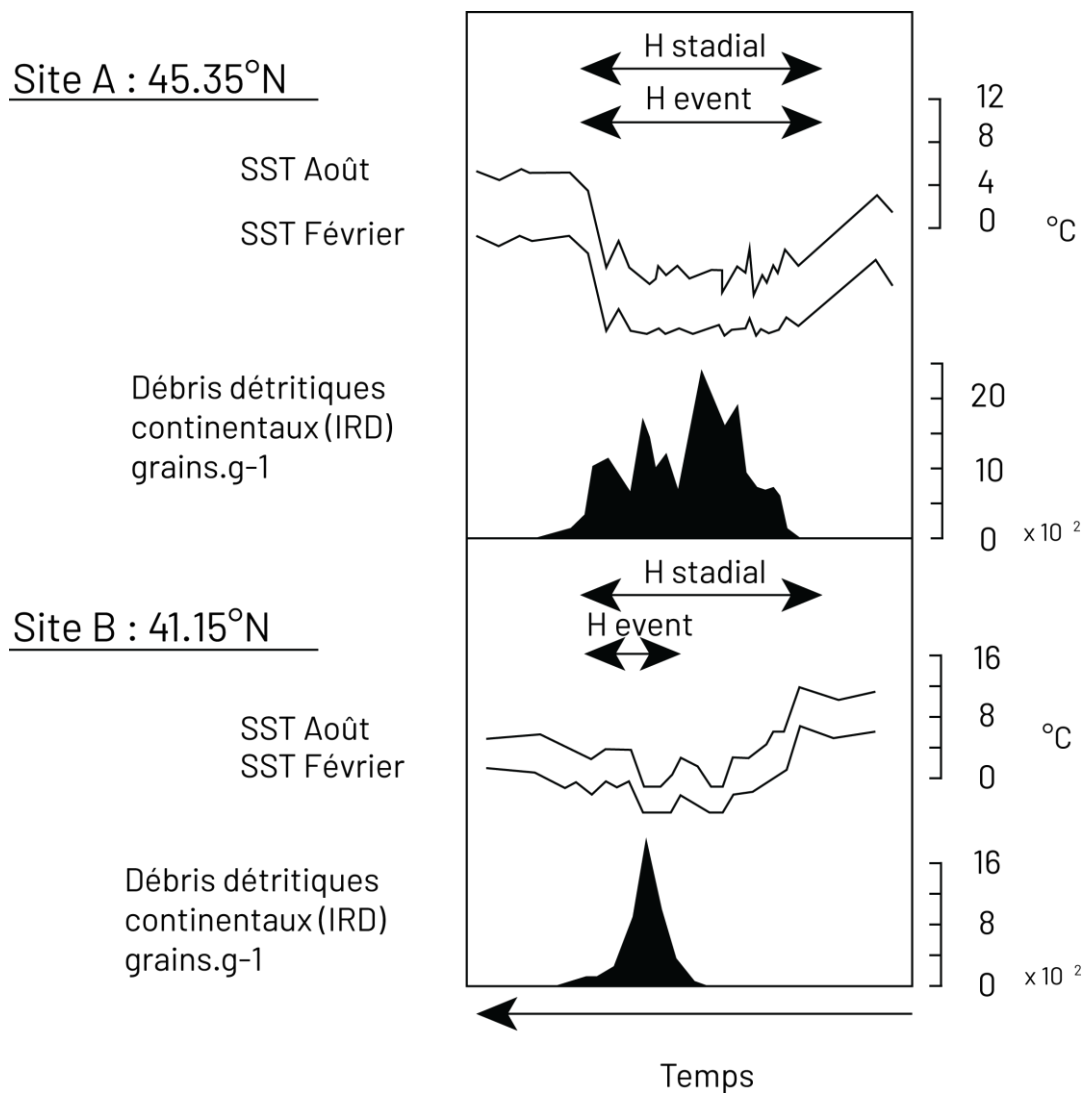 H stadial
Site A : 45.35°N
H event
12
8
SST Août
4
SST Février
0
°C
Débris détritiques
continentaux (IRD)
grains.g-1
20
10
0 x 10 ²
H stadial
Site B : 41.15°N
H event
16
SST Août
8
°C
SST Février
0
Débris détritiques
continentaux (IRD)
grains.g-1
16
8
0 x 10 ²
Temps